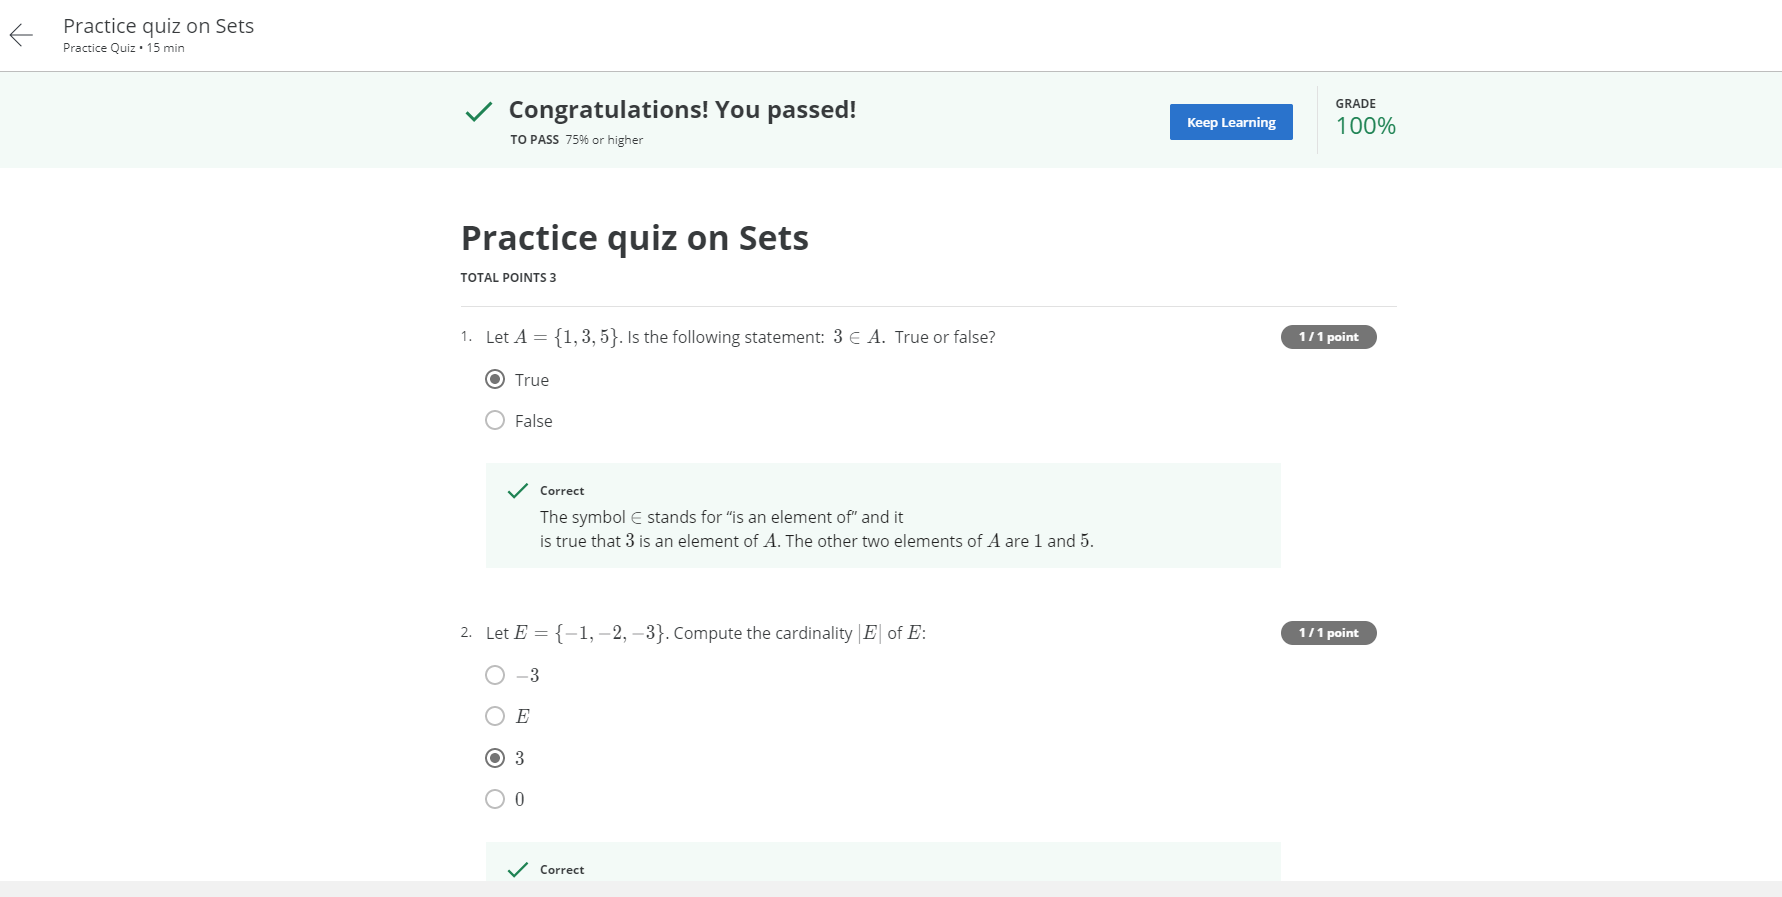 Practice quiz on Sets
Practice Quiz • 15 min
Congratulations! You passed!
TO PASS 75% or higher
Keep Learning
GRADE
100%
Practice quiz on Sets
TOTAL POINTS 3
1. Let A = {1, 3, 5}. Is the following statement: 3 ∈ A. True or false?
1 / 1 point
True
False
Correct
The symbol ∈ stands for “is an element of” and it
is true that 3 is an element of A. The other two elements of A are 1 and 5.
2. Let E = {−1, −2, −3}. Compute the cardinality |E| of E:
1 / 1 point
−3
E
3
0
Correct